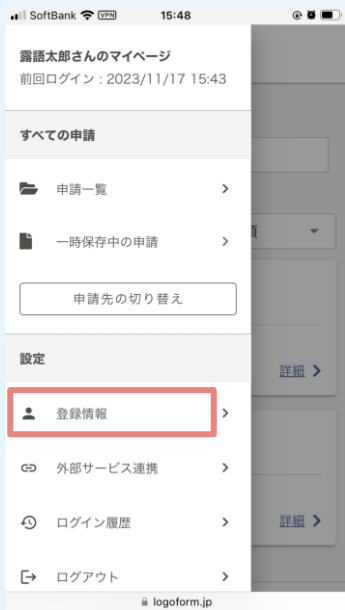 SoftBank VPN 15:48
露語太郎さんのマイページ
前回ログイン : 2023/11/17 15:43
すべての申請
申請一覧
一時保存中の申請
申請先の切り替え
設定
詳細
登録情報
外部サービス連携
ログイン履歴
詳細
ログアウト
logoform.jp